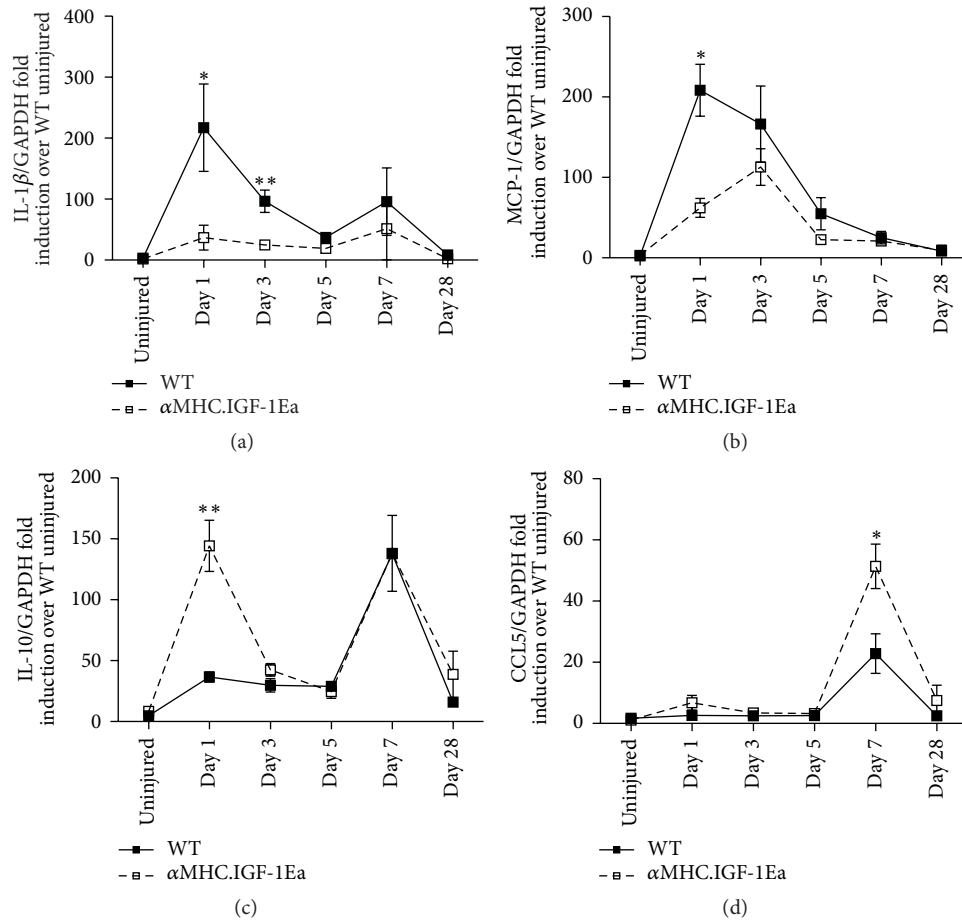 IL-1β/GAPDH fold
induction over WT uninjured
400
300
200
100
0
*
**
Uninjured
Day 1
Day 3
Day 5
Day 7
Day 28
WT
αMHC.IGF-1Ea
(a)
MCP-1/GAPDH fold
induction over WT uninjured
300
200
100
0
*
Uninjured
Day 1
Day 3
Day 5
Day 7
Day 28
WT
αMHC.IGF-1Ea
(b)
IL-10/GAPDH fold
induction over WT uninjured
200
150
100
50
0
**
Uninjured
Day 1
Day 3
Day 5
Day 7
Day 28
WT
αMHC.IGF-1Ea
(c)
CCL5/GAPDH fold
induction over WT uninjured
80
60
40
20
0
*
Uninjured
Day 1
Day 3
Day 5
Day 7
Day 28
WT
αMHC.IGF-1Ea
(d)